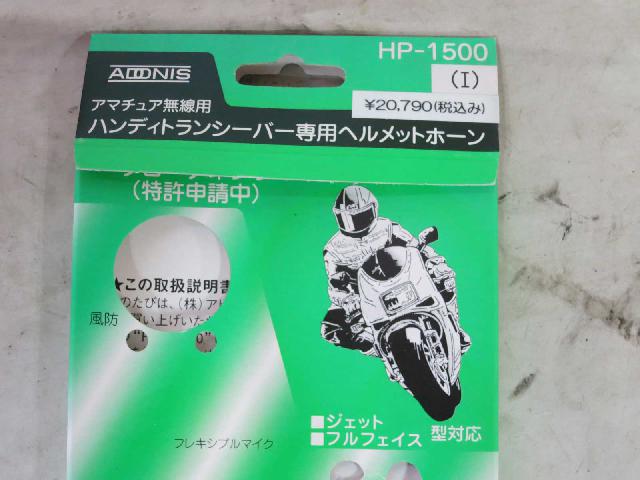 HP-1500
ADONIS
(I)
¥20,790(税込み)
アマチュア無線用
ハンディトランシーバー専用ヘルメットホーン
(特許申請中)
★この取扱説明書
のたびは、(株)ア
風防
買い上げいた
フレキシブルマイク
■ジェット
■フルフェイス
型対応